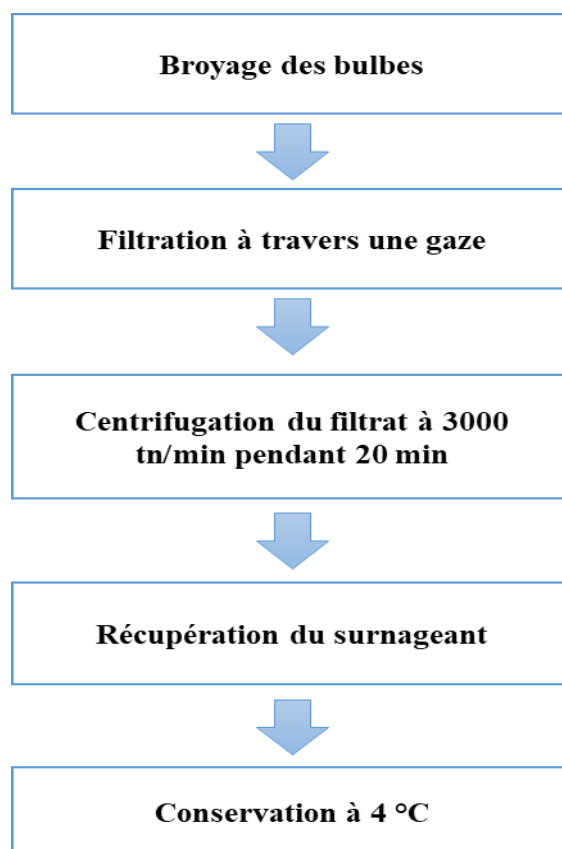 Broyage des bulbes
Filtration à travers une gaze
Centrifugation du filtrat à 3000
tn/min pendant 20 min
Récupération du surnageant
Conservation à 4 °C